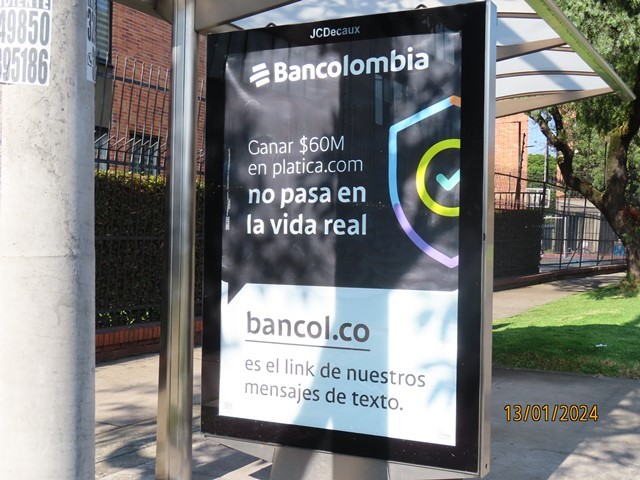 49850
395186
JCDecaux
Bancolombia
Ganar $60M
en platica.com
no pasa en
la vida real
bancol.co
es el link de nuestros
mensajes de texto.
13/01/2024